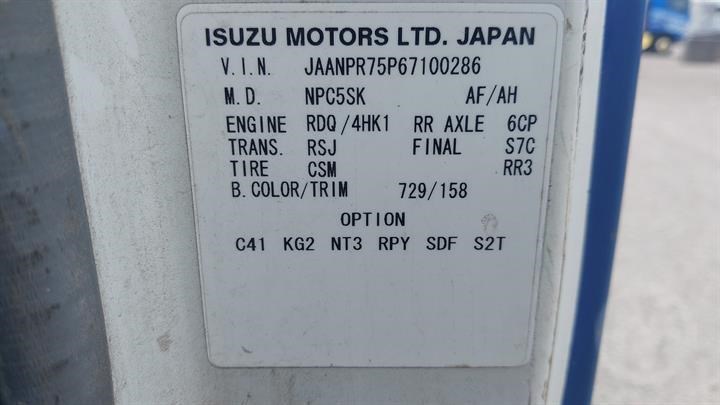 ISUZU MOTORS LTD. JAPAN
V.I.N. JAANPR75P67100286
M.D. NPC5SK AF/AH
ENGINE RDQ/4HK1 RR AXLE 6CP
TRANS. RSJ FINAL S7C
TIRE CSM RR3
B.COLOR/TRIM 729/158
OPTION
C41 KG2 NT3 RPY SDF S2T